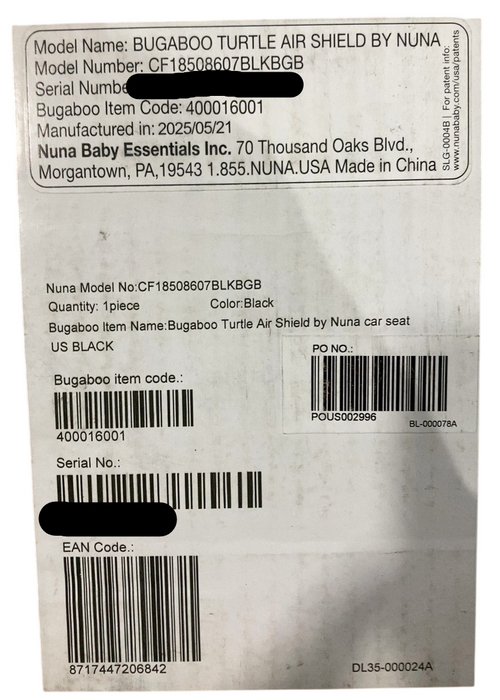 Model Name: BUGABOO TURTLE AIR SHIELD BY NUNA
Model Number: CF18508607BLKBGB
Serial Numbe
Bugaboo Item Code: 400016001
Manufactured in: 2025/05/21
Nuna Baby Essentials Inc. 70 Thousand Oaks Blvd.,
Morgantown, PA,19543 1.855.NUNA.USA Made in China
SLG-0004B | For patent info:
www.nunababy.com/usa/patents
Nuna Model No:CF18508607BLKBGB
Quantity: 1piece Color:Black
Bugaboo Item Name:Bugaboo Turtle Air Shield by Nuna car seat
US BLACK
PO NO.:
POUS002996
BL-000078A
Bugaboo item code.:
400016001
Serial No.:
EAN Code.:
8717447206842
DL35-000024A